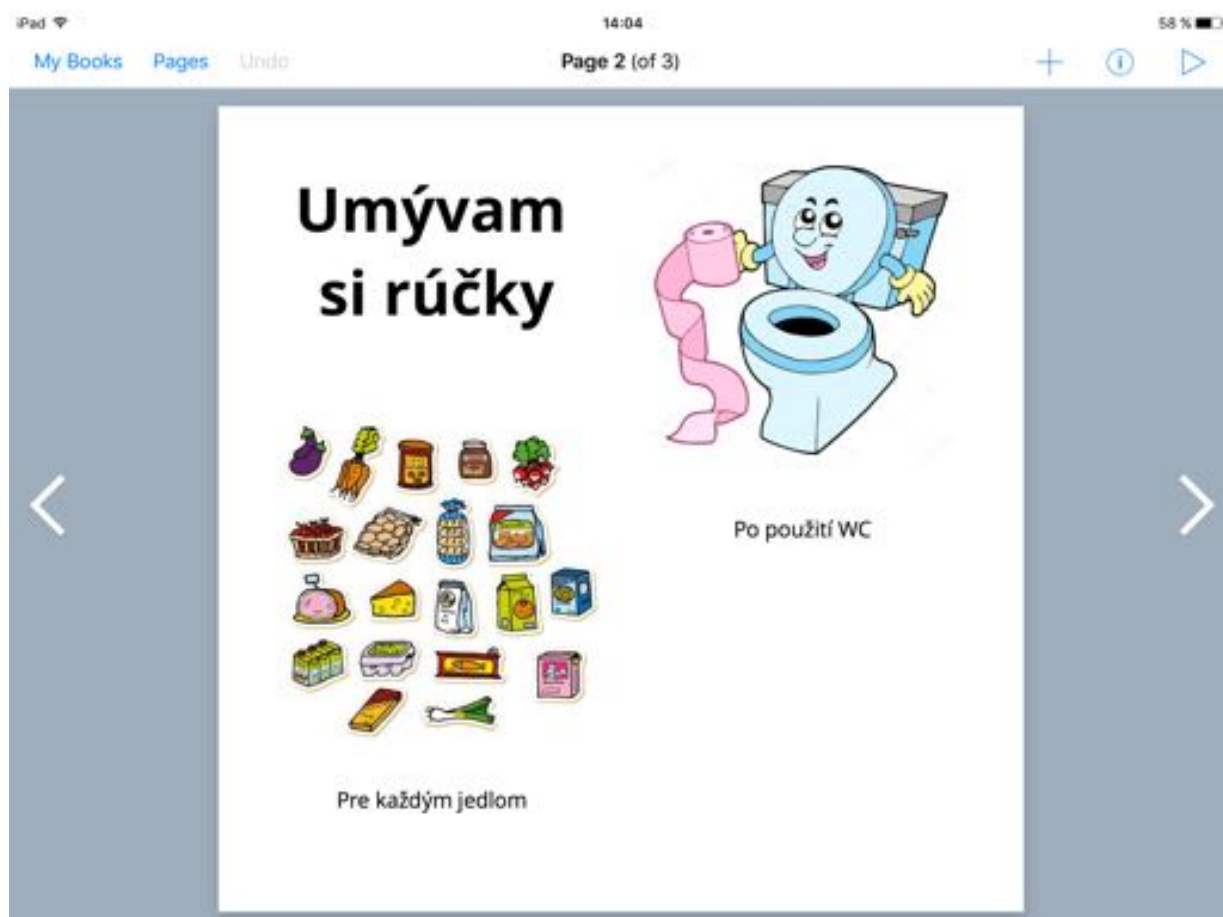 iPad
14:04
58 %
My Books
Pages
Undo
Page 2 (of 3)
Umývam
si rúčky
Po použití WC
Pre každým jedlom